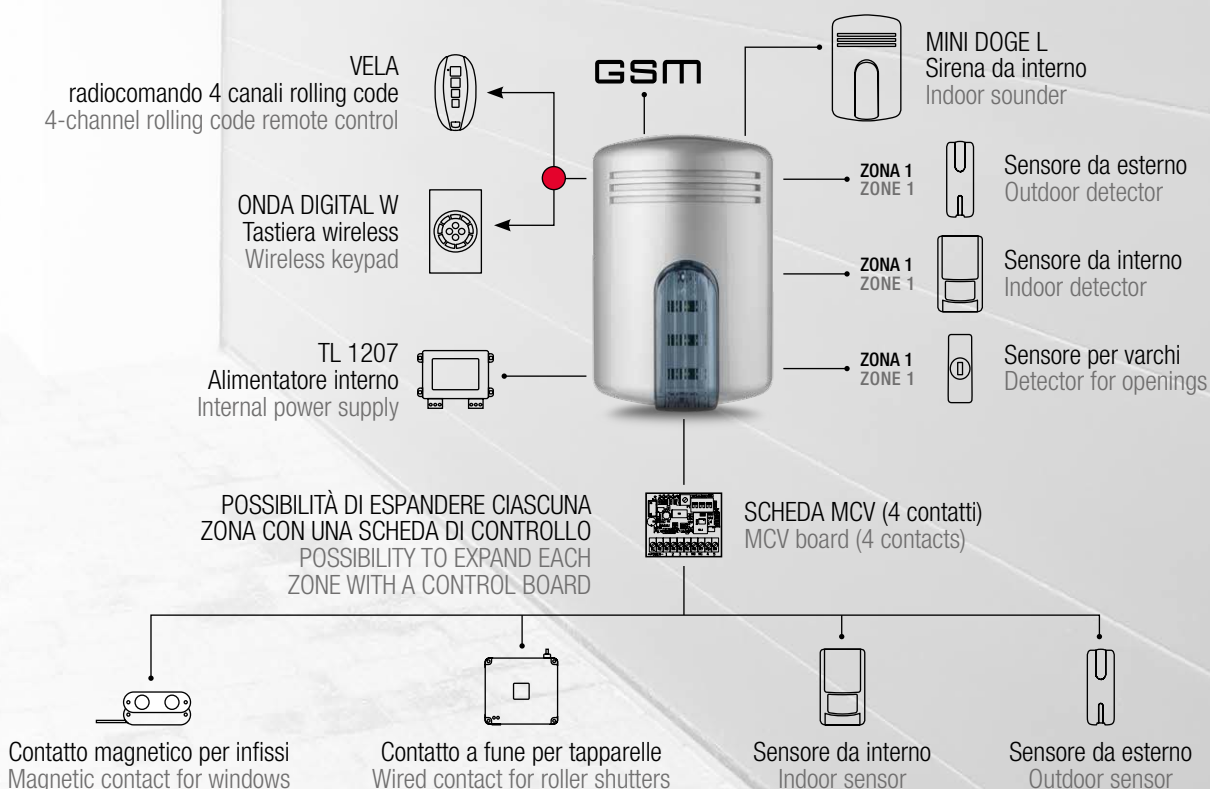 VELA
radiocomando 4 canali rolling code
4-channel rolling code remote control
GSM
MINI DOGE L
Sirena da interno
Indoor sounder
ONDA DIGITAL W
Tastiera wireless
Wireless keypad
ZONA 1
ZONE 1
Sensore da esterno
Outdoor detector
ZONA 1
ZONE 1
Sensore da interno
Indoor detector
TL 1207
Alimentatore interno
Internal power supply
ZONA 1
ZONE 1
Sensore per varchi
Detector for openings
POSSIBILITÀ DI ESPANDERE CIASCUNA
ZONA CON UNA SCHEDA DI CONTROLLO
POSSIBILITY TO EXPAND EACH
ZONE WITH A CONTROL BOARD
SCHEDA MCV (4 contatti)
MCV board (4 contacts)
Contatto magnetico per infissi
Magnetic contact for windows
Contatto a fune per tapparelle
Wired contact for roller shutters
Sensore da interno
Indoor sensor
Sensore da esterno
Outdoor sensor